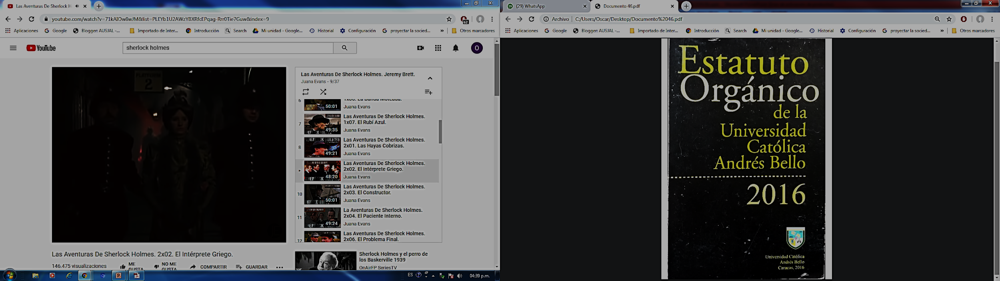 Las Aventuras De Sherlock H
youtube.com/watch?v=71kAIOw8wJM&list=PLEYb1U2AWzYBXRfcEPqag-Rrr0Tie7Guw&index=9
62
Aplicaciones
Google
Blogger: AUSJAL -...
Importado de Inter...
Introducción
Search
Mi unidad - Google...
Historial
Configuración
proyectar la socied...
»
Otros marcadores
YouTube
sherlock holmes
O
PLATFORM
2
Las Aventuras De Sherlock Holmes. Jeremy Brett.
Juana Evans - 9/37
6
1x06. La Banda Moteada.
50:01
Juana Evans
7
Las Aventuras De Sherlock Holmes.
1x07. El Rubí Azul.
49:35
Juana Evans
8
Las Aventuras De Sherlock Holmes.
2x01. Las Hayas Cobrizas.
49:21
Juana Evans
Las Aventuras De Sherlock Holmes.
2x02. El Intérprete Griego.
48:20
Juana Evans
10
Las Aventuras De Sherlock Holmes.
2x03. El Constructor.
50:01
Juana Evans
11
La Aventuras De Sherlock Holmes.
2x04. El Paciente Interno.
49:24
Juana Evans
12
Las Aventuras De Sherlock Holmes.
2x06. El Problema Final.
Las Aventuras De Sherlock Holmes. 2x02. El Intérprete Griego.
146.475 visualizaciones
ME GUSTA
NO ME GUSTA
COMPARTIR
GUARDAR
Sherlock Holmes y el perro de
los Baskerville 1939
OnAirFP SeriesTV
ES
04:39 p.m.
(29) WhatsApp
Documento 46.pdf
Archivo
C:/Users/Oscar/Desktop/Documento%2046.pdf
Aplicaciones
Google
Blogger: AUSJAL -...
Importado de Inter...
Introducción
Search
Mi unidad - Google...
Historial
Configuración
proyectar la socied...
»
Otros marcadores
Estatuto
Orgánico
de la
Universidad
Católica
Andrés Bello
2016
Universidad Católica
Andrés Bello
Caracas, 2016